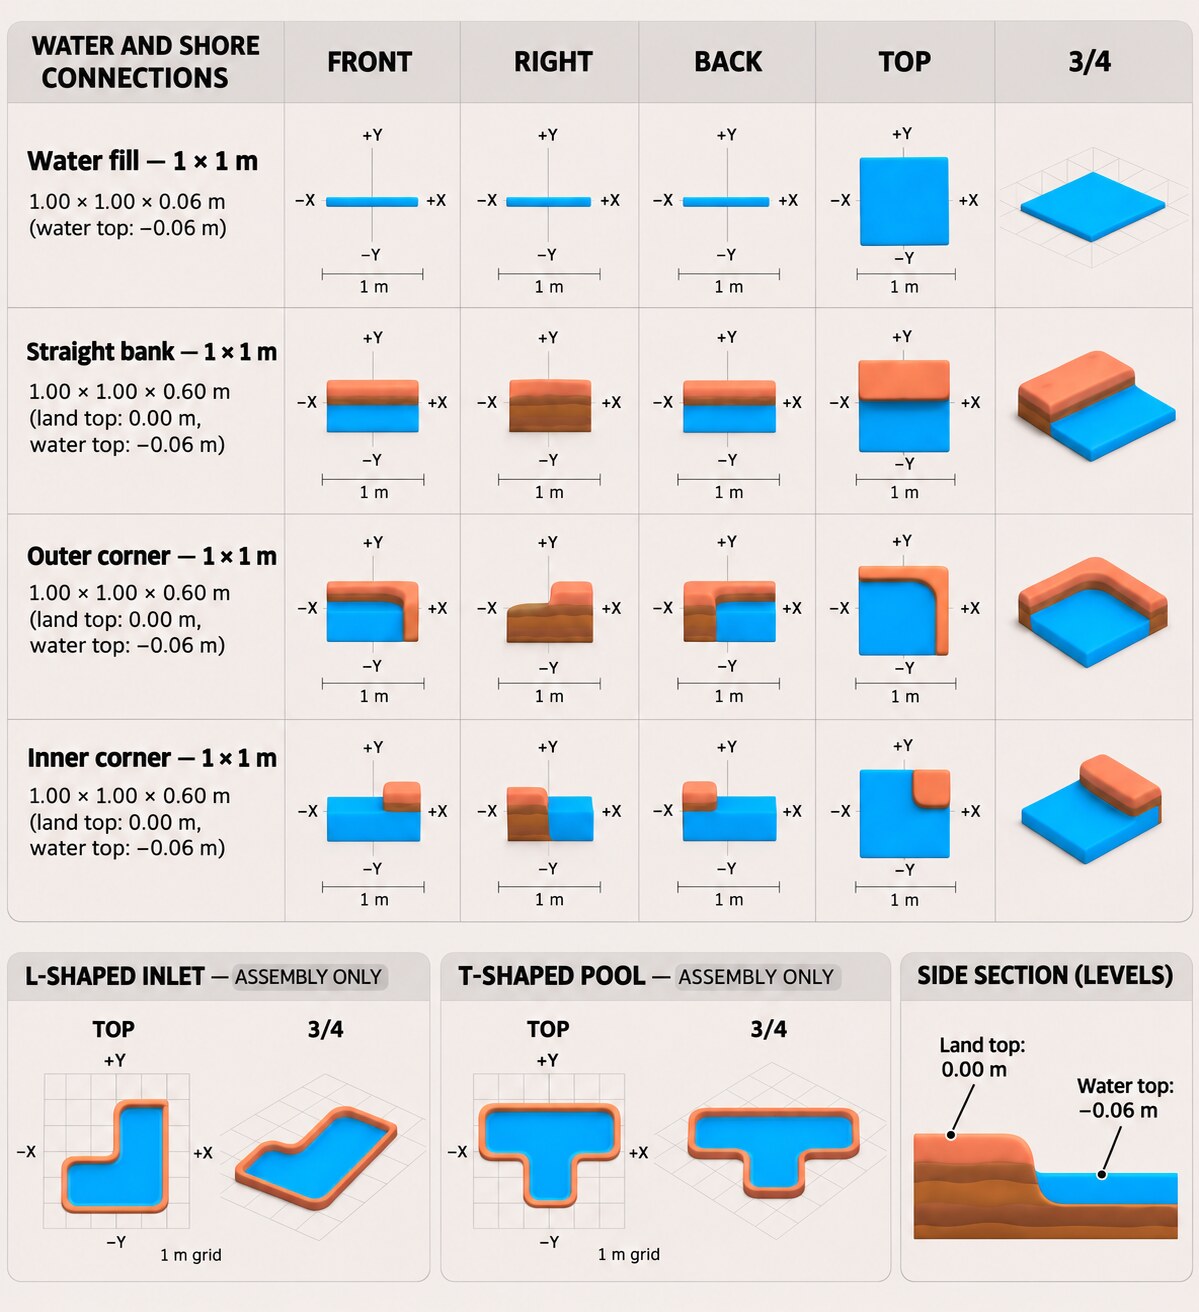 WATER AND SHORE
CONNECTIONS
FRONT
RIGHT
BACK
TOP
3/4
Water fill — 1 × 1 m
1.00 × 1.00 × 0.06 m
(water top: −0.06 m)
+Y
−X
+X
−Y
1 m
+Y
−X
+X
−Y
1 m
+Y
−X
+X
−Y
1 m
+Y
−X
+X
−Y
Straight bank — 1 × 1 m
1.00 × 1.00 × 0.60 m
(land top: 0.00 m,
water top: −0.06 m)
+Y
−X
+X
−Y
1 m
+Y
−X
+X
−Y
1 m
+Y
−X
+X
−Y
1 m
+Y
−X
+X
−Y
1 m
Outer corner — 1 × 1 m
1.00 × 1.00 × 0.60 m
(land top: 0.00 m,
water top: −0.06 m)
+Y
−X
+X
−Y
1 m
+Y
−X
+X
−Y
1 m
+Y
−X
+X
−Y
1 m
+Y
−X
+X
−Y
1 m
Inner corner — 1 × 1 m
1.00 × 1.00 × 0.60 m
(land top: 0.00 m,
water top: −0.06 m)
+Y
−X
+X
−Y
1 m
+Y
−X
+X
−Y
1 m
+Y
−X
+X
−Y
1 m
+Y
−X
+X
−Y
1 m
L-SHAPED INLET — ASSEMBLY ONLY
TOP
3/4
+Y
−X
+X
−Y
1 m grid
T-SHAPED POOL — ASSEMBLY ONLY
TOP
3/4
+Y
−X
+X
−Y
1 m grid
SIDE SECTION (LEVELS)
Land top:
0.00 m
Water top:
−0.06 m